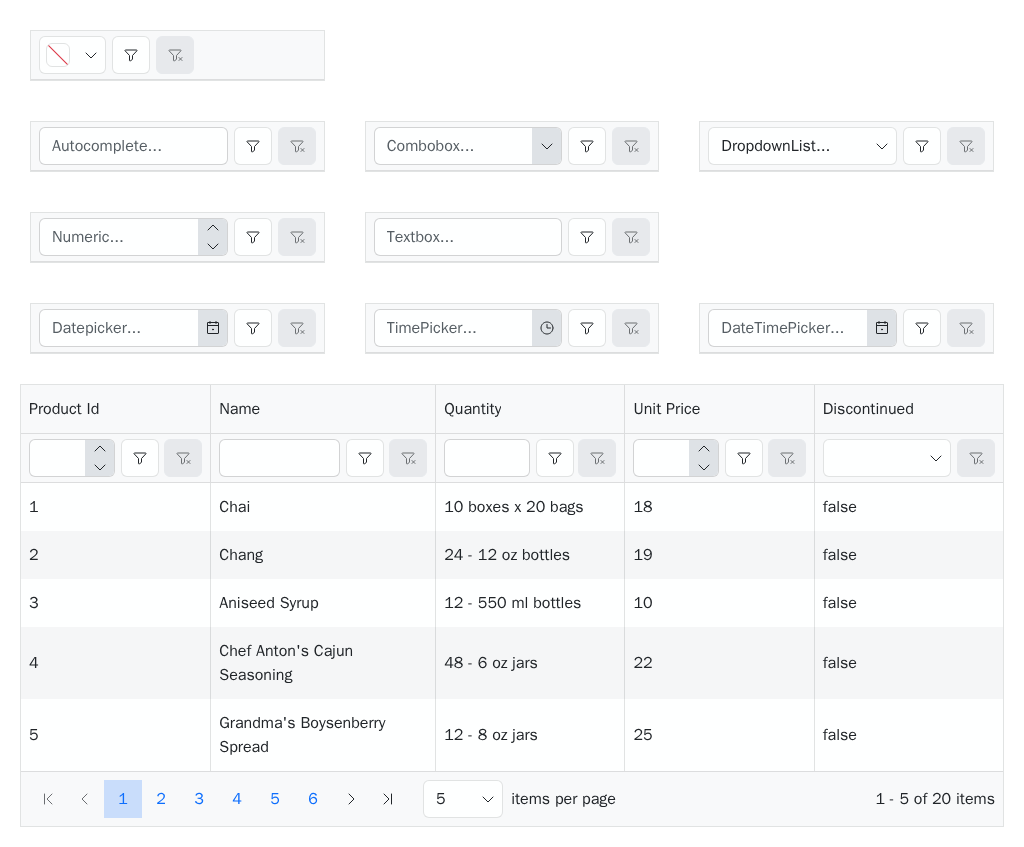 Autocomplete... Combobox... DropdownList...
Numeric... Textbox...
Datepicker... TimePicker... DateTimePicker...
Product Id Name Quantity Unit Price Discontinued
1 Chai 10 boxes x 20 bags 18 false
2 Chang 24 - 12 oz bottles 19 false
3 Aniseed Syrup 12 - 550 ml bottles 10 false
4 Chef Anton's Cajun Seasoning 48 - 6 oz jars 22 false
5 Grandma's Boysenberry Spread 12 - 8 oz jars 25 false
1 2 3 4 5 6 5 items per page 1 - 5 of 20 items